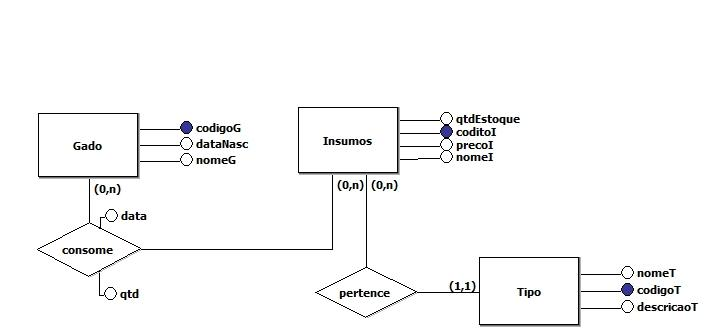 Gado
codigoG
dataNasc
nomeG
(0,n)
Insumos
qtdEstoque
coditoI
precoI
nomeI
(0,n)
(0,n)
data
consome
qtd
pertence
(1,1)
Tipo
nomeT
codigoT
descricaoT